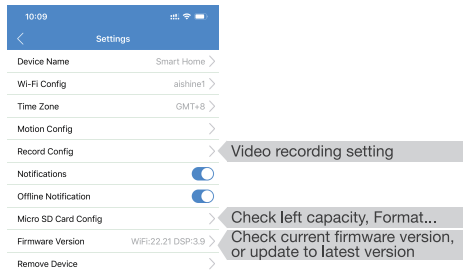 10:09
Settings
Device Name Smart Home
Wi-Fi Config aishine1
Time Zone GMT+8
Motion Config
Record Config
Video recording setting
Notifications
Offline Notification
Micro SD Card Config
Check left capacity, Format...
Firmware Version WiFi:22.21 DSP:3.9
Check current firmware version,
or update to latest version
Remove Device